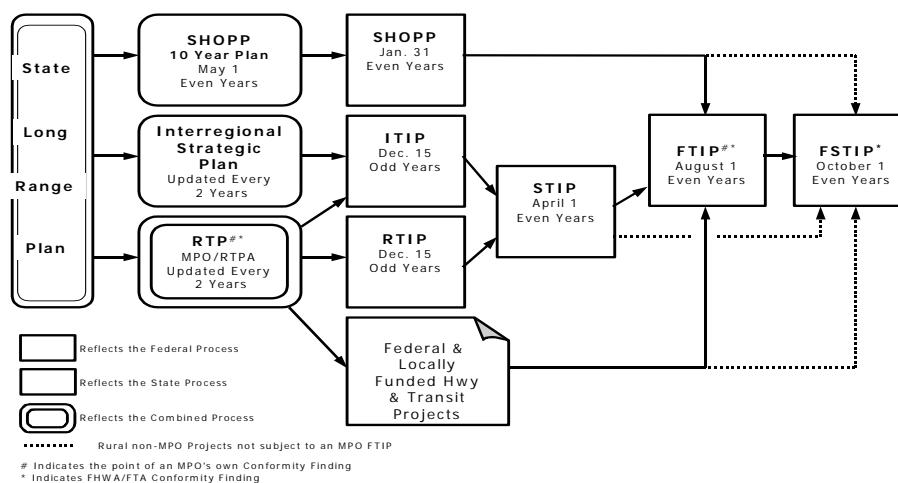 State
Long
Range
Plan
SHOPP
10 Year Plan
May 1
Even Years
SHOPP
Jan. 31
Even Years
Interregional
Strategic
Plan
Updated Every
2 Years
ITIP
Dec. 15
Odd Years
RTP#*
MPO/RTPA
Updated Every
2 Years
RTIP
Dec. 15
Odd Years
STIP
April 1
Even Years
FTIP#*
August 1
Even Years
FSTIP*
October 1
Even Years
Federal &
Locally
Funded Hwy
& Transit
Projects
Reflects the Federal Process
Reflects the State Process
Reflects the Combined Process
Rural non-MPO Projects not subject to an MPO FTIP
# Indicates the point of an MPO's own Conformity Finding
* Indicates FHWA/FTA Conformity Finding